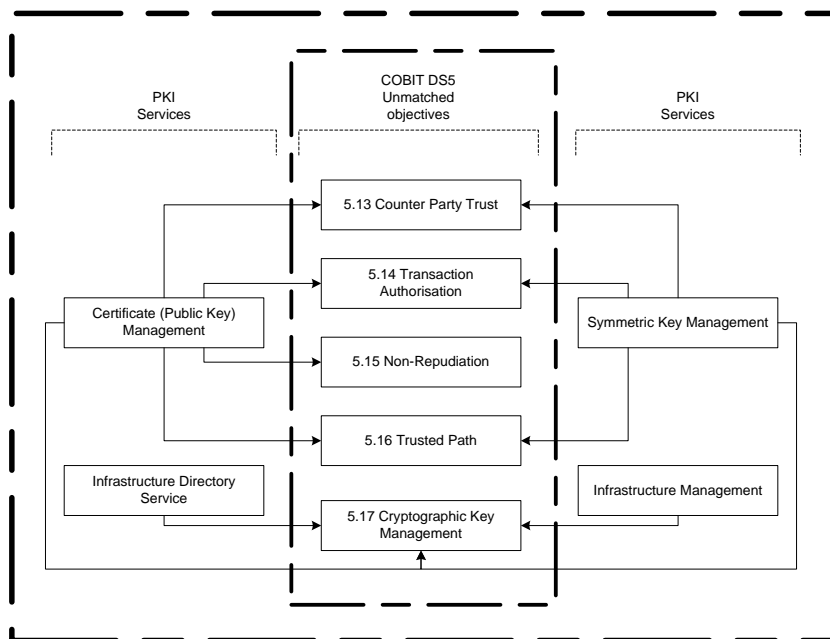 PKI
Services
COBIT DS5
Unmatched
objectives
PKI
Services
5.13 Counter Party Trust
5.14 Transaction
Authorisation
Certificate (Public Key)
Management
Symmetric Key Management
5.15 Non-Repudiation
5.16 Trusted Path
Infrastructure Directory
Service
Infrastructure Management
5.17 Cryptographic Key
Management